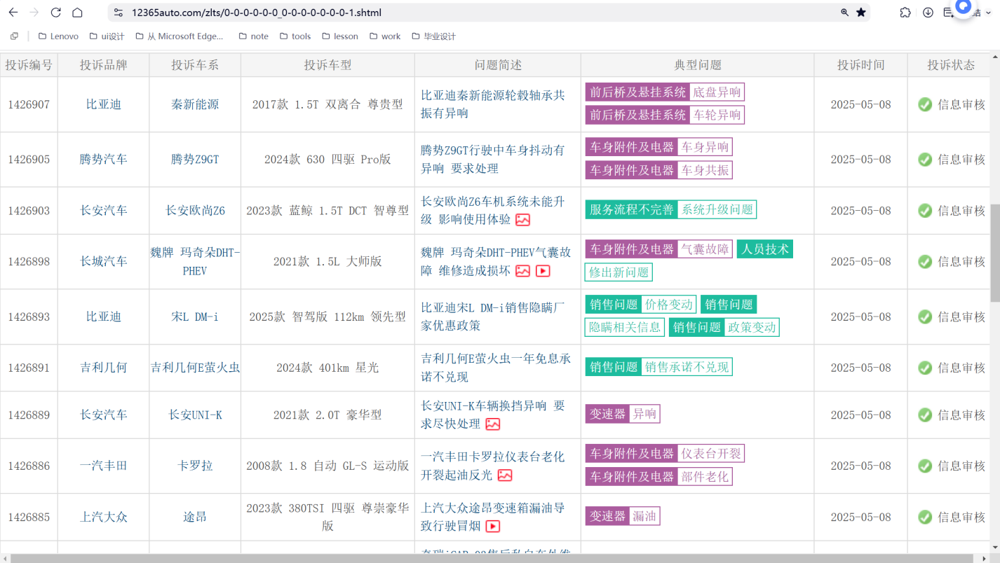 12365auto.com/zlts/0-0-0-0-0-0_0-0-0-0-0-0-0-1.shtml
Lenovo ui设计 从 Microsoft Edge... note tools lesson work 毕业设计
投诉编号 投诉品牌 投诉车系 投诉车型 问题简述 典型问题 投诉时间 投诉状态
1426907 比亚迪 秦新能源 2017款 1.5T 双离合 尊贵型 比亚迪秦新能源轮毂轴承共
振有异响
前后桥及悬挂系统 底盘异响
前后桥及悬挂系统 车轮异响
2025-05-08 信息审核
1426905 腾势汽车 腾势Z9GT 2024款 630 四驱 Pro版 腾势Z9GT行驶中车身抖动有
异响 要求处理
车身附件及电器 车身异响
车身附件及电器 车身共振
2025-05-08 信息审核
1426903 长安汽车 长安欧尚Z6 2023款 蓝鲸 1.5T DCT 智尊型 长安欧尚Z6车机系统未能升
级 影响使用体验
服务流程不完善 系统升级问题
2025-05-08 信息审核
1426898 长城汽车 魏牌 玛奇朵DHT-
PHEV
2021款 1.5L 大师版 魏牌 玛奇朵DHT-PHEV气囊故
障 维修造成损坏
车身附件及电器 气囊故障 人员技术
修出新问题
2025-05-08 信息审核
1426893 比亚迪 宋L DM-i 2025款 智驾版 112km 领先型 比亚迪宋L DM-i销售隐瞒厂
家优惠政策
销售问题 价格变动 销售问题
隐瞒相关信息 销售问题 政策变动
2025-05-08 信息审核
1426891 吉利几何 吉利几何E萤火虫 2024款 401km 星光 吉利几何E萤火虫一年免息承
诺不兑现
销售问题 销售承诺不兑现
2025-05-08 信息审核
1426889 长安汽车 长安UNI-K 2021款 2.0T 豪华型 长安UNI-K车辆换挡异响 要
求尽快处理
变速器 异响
2025-05-08 信息审核
1426886 一汽丰田 卡罗拉 2008款 1.8 自动 GL-S 运动版 一汽丰田卡罗拉仪表台老化
开裂起油反光
车身附件及电器 仪表台开裂
车身附件及电器 部件老化
2025-05-08 信息审核
1426885 上汽大众 途昂 2023款 380TSI 四驱 尊崇豪华
版
上汽大众途昂变速箱漏油导
致行驶冒烟
变速器 漏油
2025-05-08 信息审核